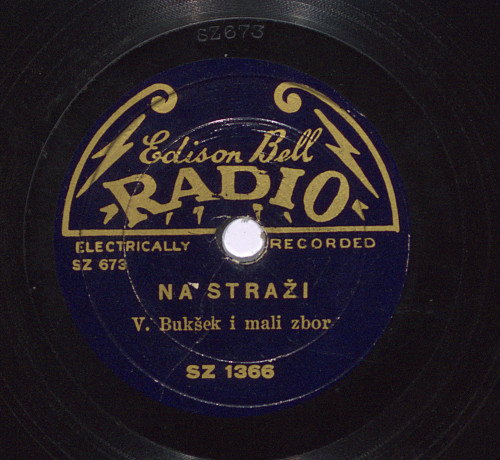 SZ673
Edison Bell
RADIO
ELECTRICALLY RECORDED
SZ 673
NA STRAŽI
V. Bukšek i mali zbor
SZ 1366